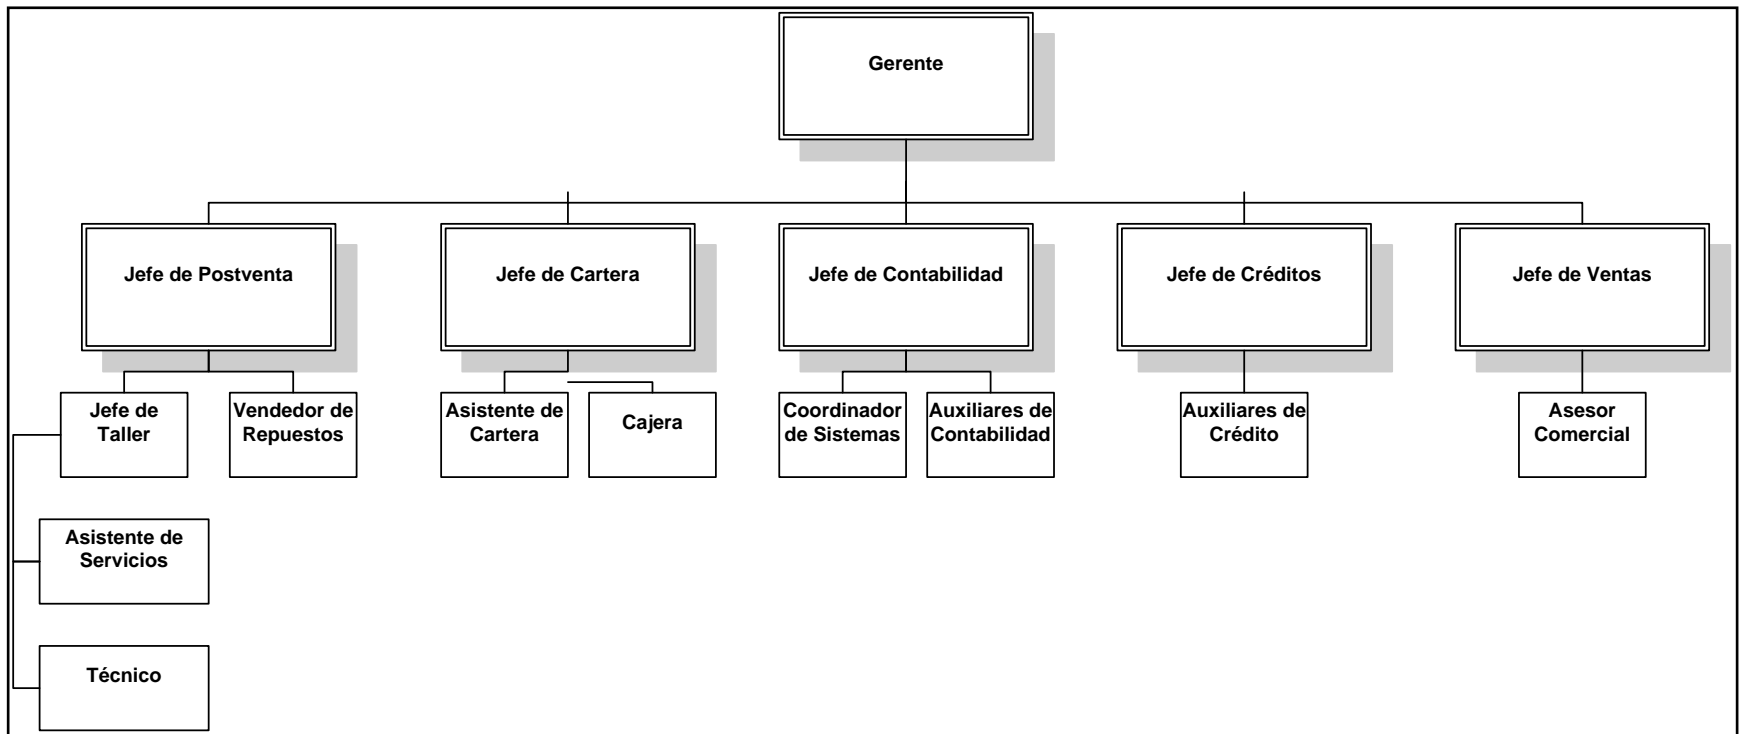 Gerente
Jefe de Postventa
Jefe de Cartera
Jefe de Contabilidad
Jefe de Créditos
Jefe de Ventas
Jefe de
Taller
Vendedor de
Repuestos
Asistente de
Cartera
Cajera
Coordinador
de Sistemas
Auxiliares de
Contabilidad
Auxiliares de
Crédito
Asesor
Comercial
Asistente de
Servicios
Técnico